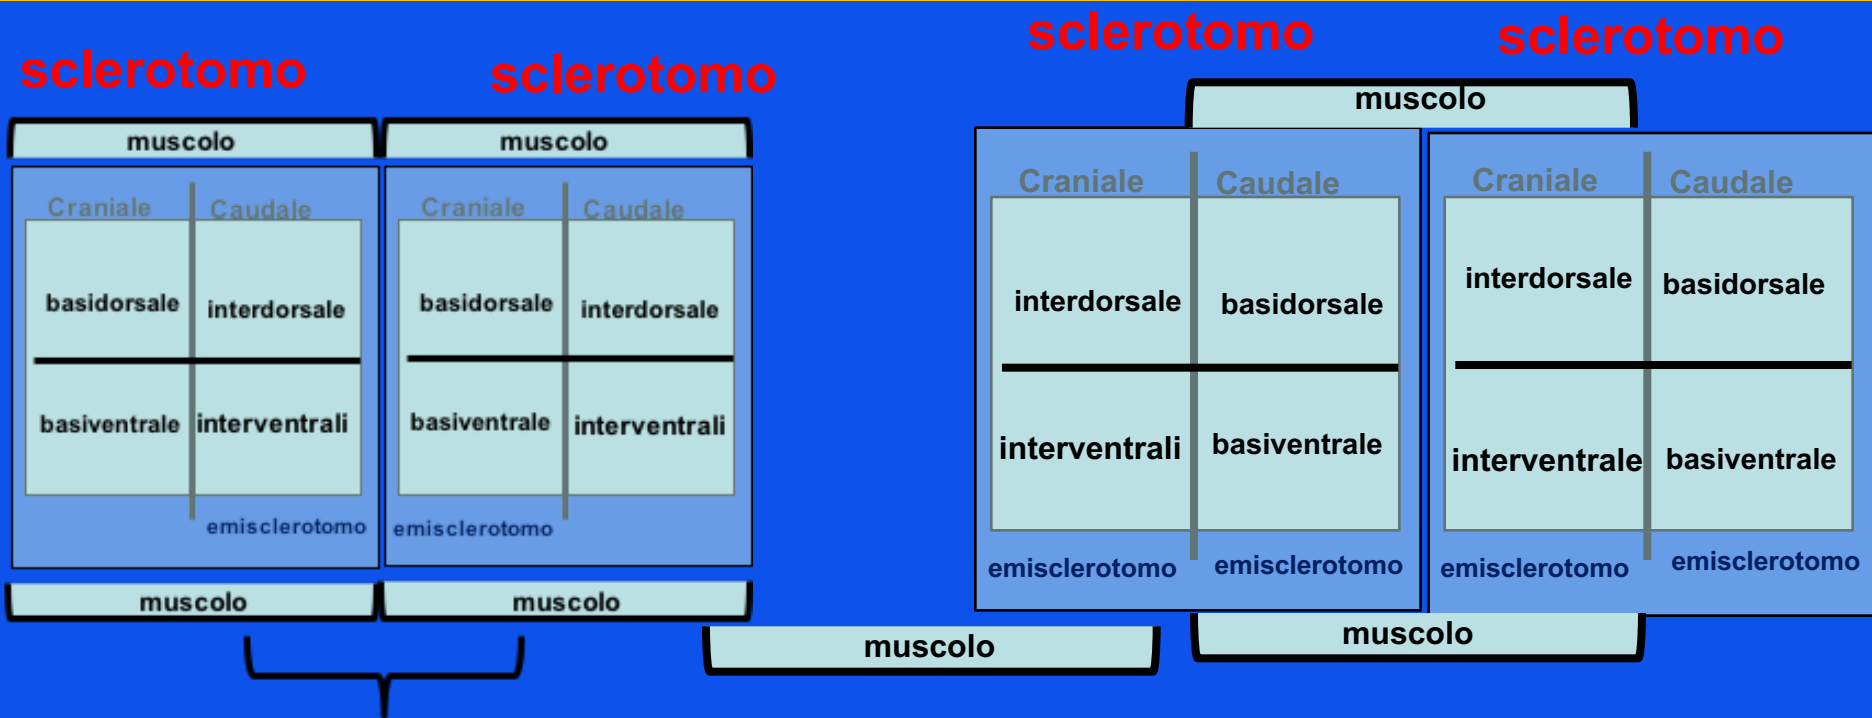 sclerotomo
sclerotomo
muscolo
muscolo
Craniale
Caudale
Craniale
Caudale
basidorsale
interdorsale
basidorsale
interdorsale
basiventrale
interventrali
basiventrale
interventrali
emisclerotomo
emisclerotomo
muscolo
muscolo
sclerotomo
sclerotomo
muscolo
Craniale
Caudale
Craniale
Caudale
interdorsale
basidorsale
interdorsale
basidorsale
interventrali
basiventrale
interventrale
basiventrale
emisclerotomo
emisclerotomo
emisclerotomo
emisclerotomo
muscolo
muscolo